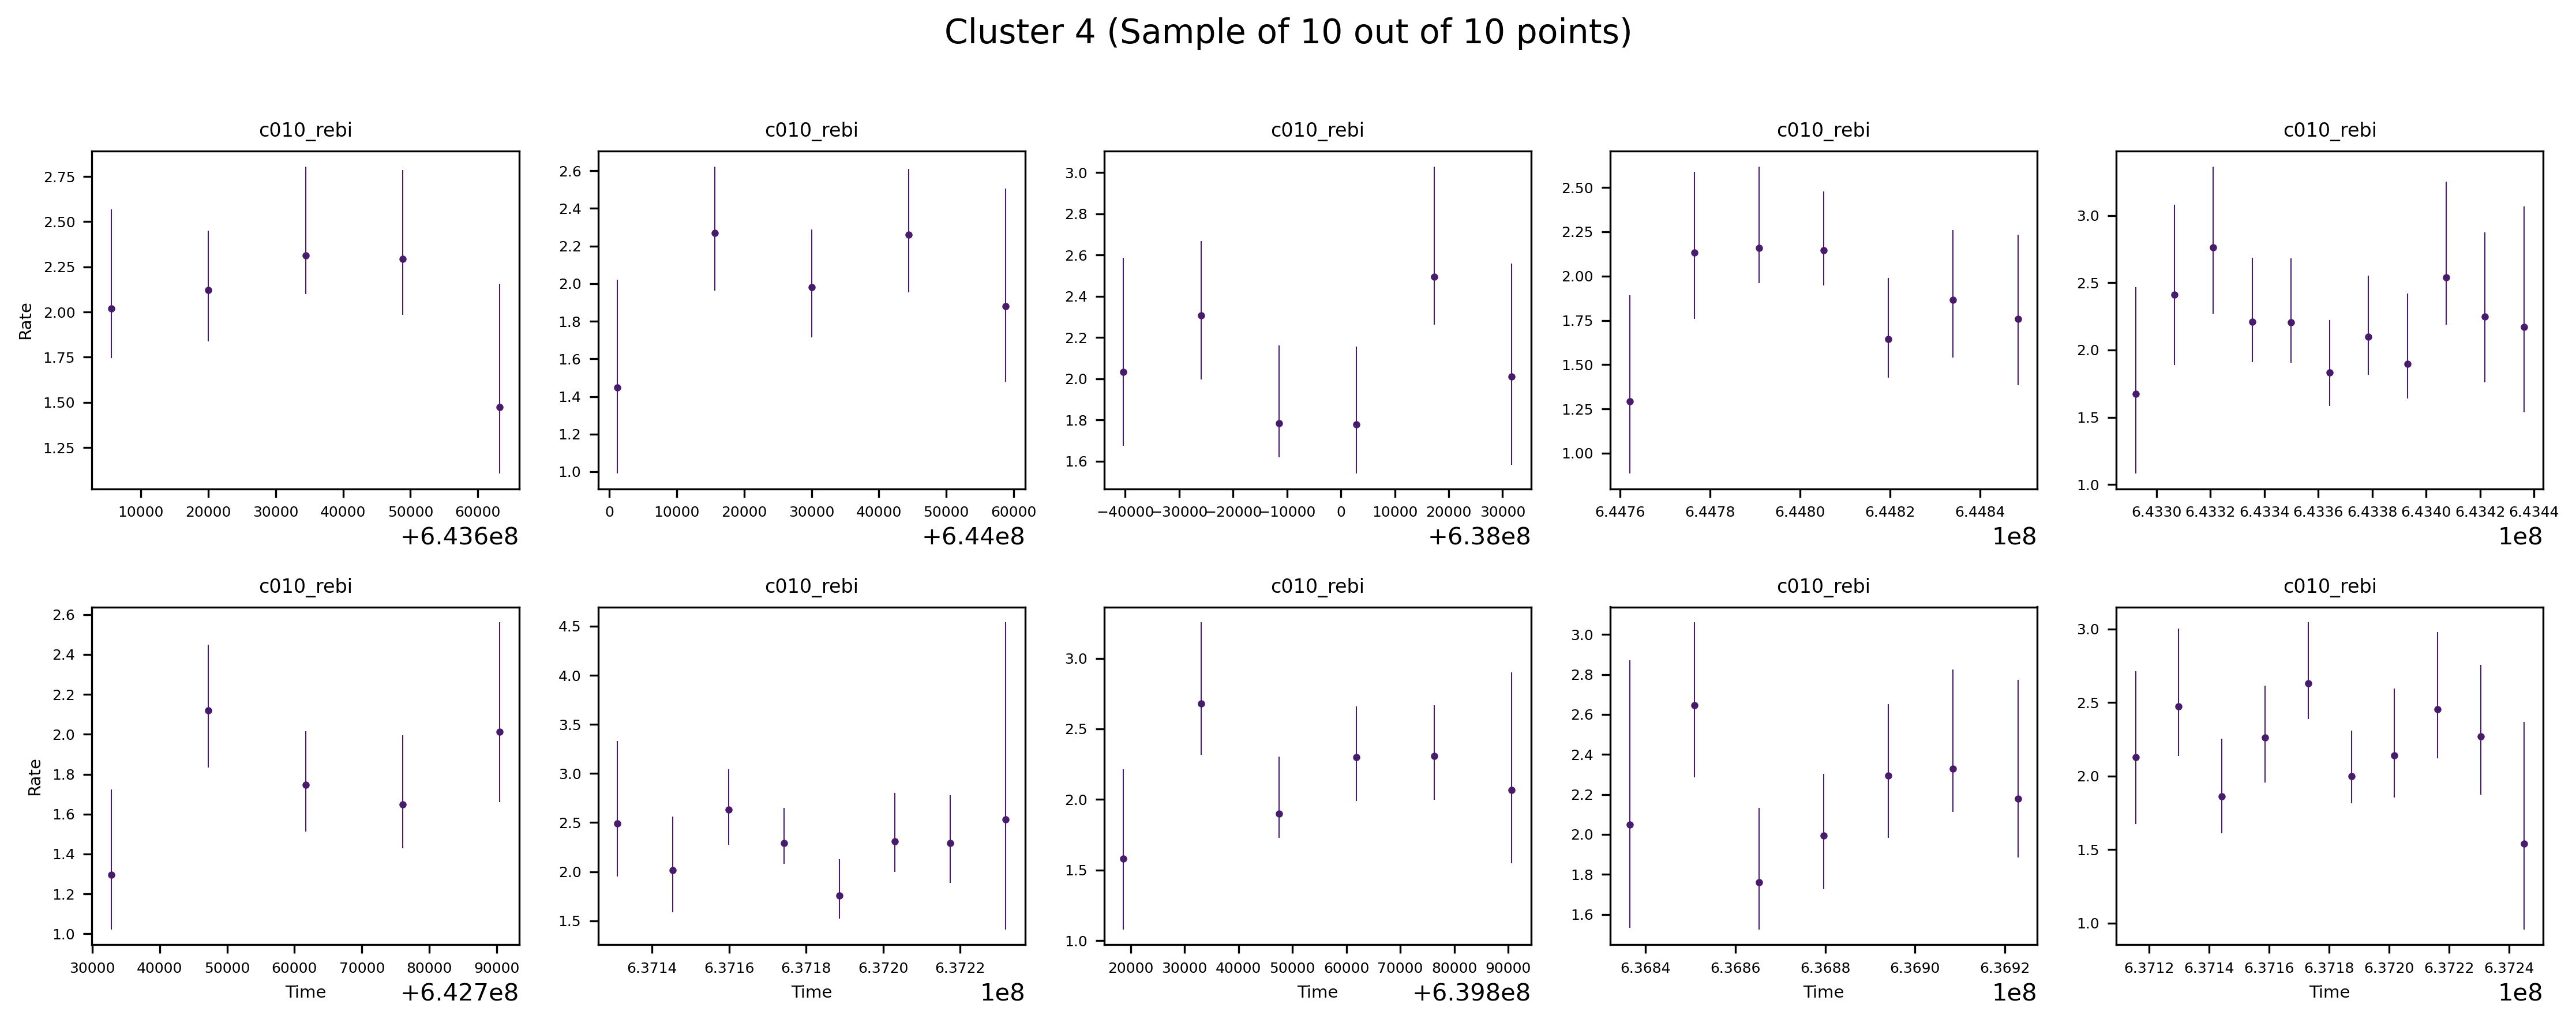 Cluster 4 (Sample of 10 out of 10 points)
c010_rebi c010_rebi c010_rebi c010_rebi c010_rebi
Rate
2.75
2.50
2.25
2.00
1.75
1.50
1.25
10000 20000 30000 40000 50000 60000
+6.436e8
2.6
2.4
2.2
2.0
1.8
1.6
1.4
1.2
1.0
0 10000 20000 30000 40000 50000 60000
+6.44e8
3.0
2.8
2.6
2.4
2.2
2.0
1.8
1.6
−40000 −30000 −20000 −10000 0 10000 20000 30000
+6.38e8
2.50
2.25
2.00
1.75
1.50
1.25
1.00
6.4476 6.4478 6.4480 6.4482 6.4484
1e8
3.0
2.5
2.0
1.5
1.0
6.4330 6.4332 6.4334 6.4336 6.4338 6.4340 6.4342 6.4344
1e8
c010_rebi c010_rebi c010_rebi c010_rebi c010_rebi
Rate
2.6
2.4
2.2
2.0
1.8
1.6
1.4
1.2
1.0
30000 40000 50000 60000 70000 80000 90000
Time +6.427e8
4.5
4.0
3.5
3.0
2.5
2.0
1.5
6.3714 6.3716 6.3718 6.3720 6.3722
Time 1e8
3.0
2.5
2.0
1.5
1.0
20000 30000 40000 50000 60000 70000 80000 90000
Time +6.398e8
3.0
2.8
2.6
2.4
2.2
2.0
1.8
1.6
6.3684 6.3686 6.3688 6.3690 6.3692
Time 1e8
3.0
2.5
2.0
1.5
1.0
6.3712 6.3714 6.3716 6.3718 6.3720 6.3722 6.3724
Time 1e8